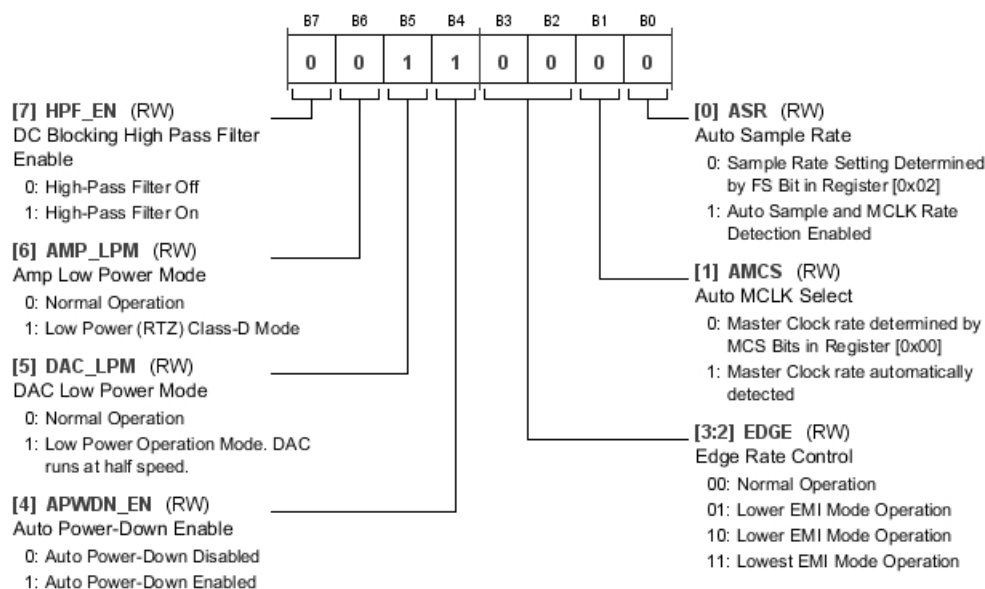 B7 B6 B5 B4 B3 B2 B1 B0
0 0 1 1 0 0 0 0
[7] HPF_EN (RW)
DC Blocking High Pass Filter
Enable
0: High-Pass Filter Off
1: High-Pass Filter On
[6] AMP_LPM (RW)
Amp Low Power Mode
0: Normal Operation
1: Low Power (RTZ) Class-D Mode
[5] DAC_LPM (RW)
DAC Low Power Mode
0: Normal Operation
1: Low Power Operation Mode. DAC
runs at half speed.
[4] APWDN_EN (RW)
Auto Power-Down Enable
0: Auto Power-Down Disabled
1: Auto Power-Down Enabled
[0] ASR (RW)
Auto Sample Rate
0: Sample Rate Setting Determined
by FS Bit in Register [0x02]
1: Auto Sample and MCLK Rate
Detection Enabled
[1] AMCS (RW)
Auto MCLK Select
0: Master Clock rate determined by
MCS Bits in Register [0x00]
1: Master Clock rate automatically
detected
[3:2] EDGE (RW)
Edge Rate Control
00: Normal Operation
01: Lower EMI Mode Operation
10: Lower EMI Mode Operation
11: Lowest EMI Mode Operation